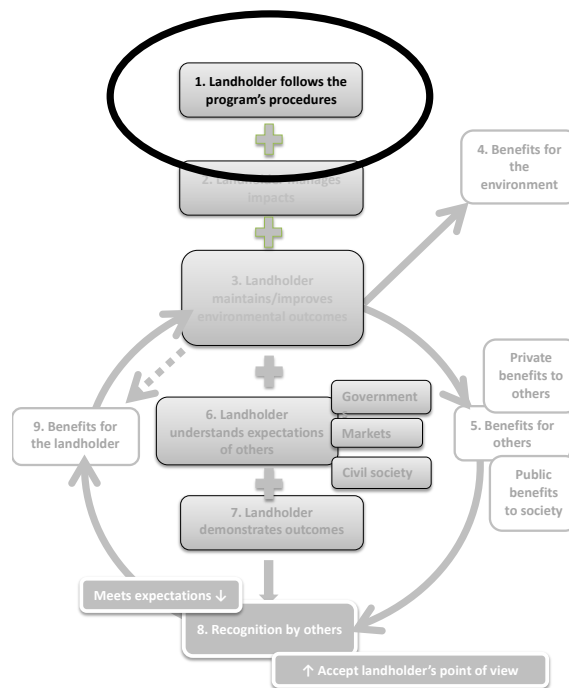 1. Landholder follows the
program’s procedures
2. Landholder manages
impacts
4. Benefits for
the
environment
3. Landholder
maintains/improves
environmental outcomes
Private
benefits to
others
Government
9. Benefits for
the landholder
6. Landholder
understands expectations
of others
Markets
5. Benefits for
others
Civil society
Public
benefits
to society
7. Landholder
demonstrates outcomes
Meets expectations ↓
8. Recognition by others
↑ Accept landholder’s point of view